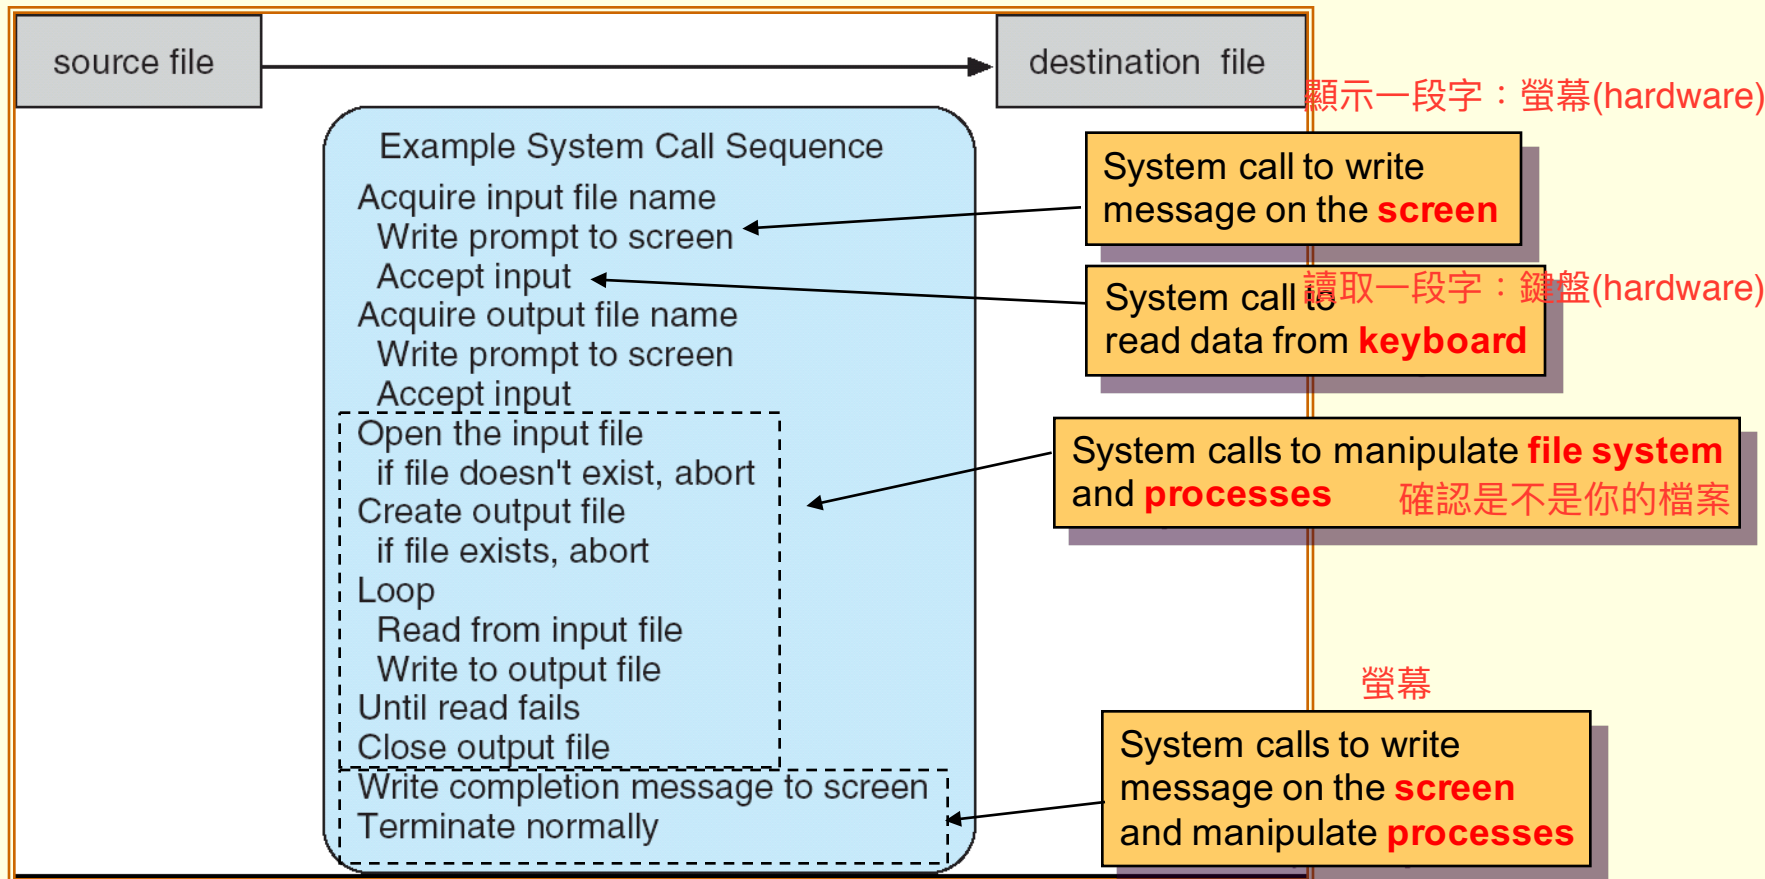 source file
destination file
Example System Call Sequence
Acquire input file name
Write prompt to screen
Accept input
Acquire output file name
Write prompt to screen
Accept input
Open the input file
if file doesn't exist, abort
Create output file
if file exists, abort
Loop
Read from input file
Write to output file
Until read fails
Close output file
Write completion message to screen
Terminate normally
顯示一段字：螢幕(hardware)
System call to write
message on the screen
讀取一段字：鍵盤(hardware)
System call to
read data from keyboard
System calls to manipulate file system
and processes
確認是不是你的檔案
螢幕
System calls to write
message on the screen
and manipulate processes